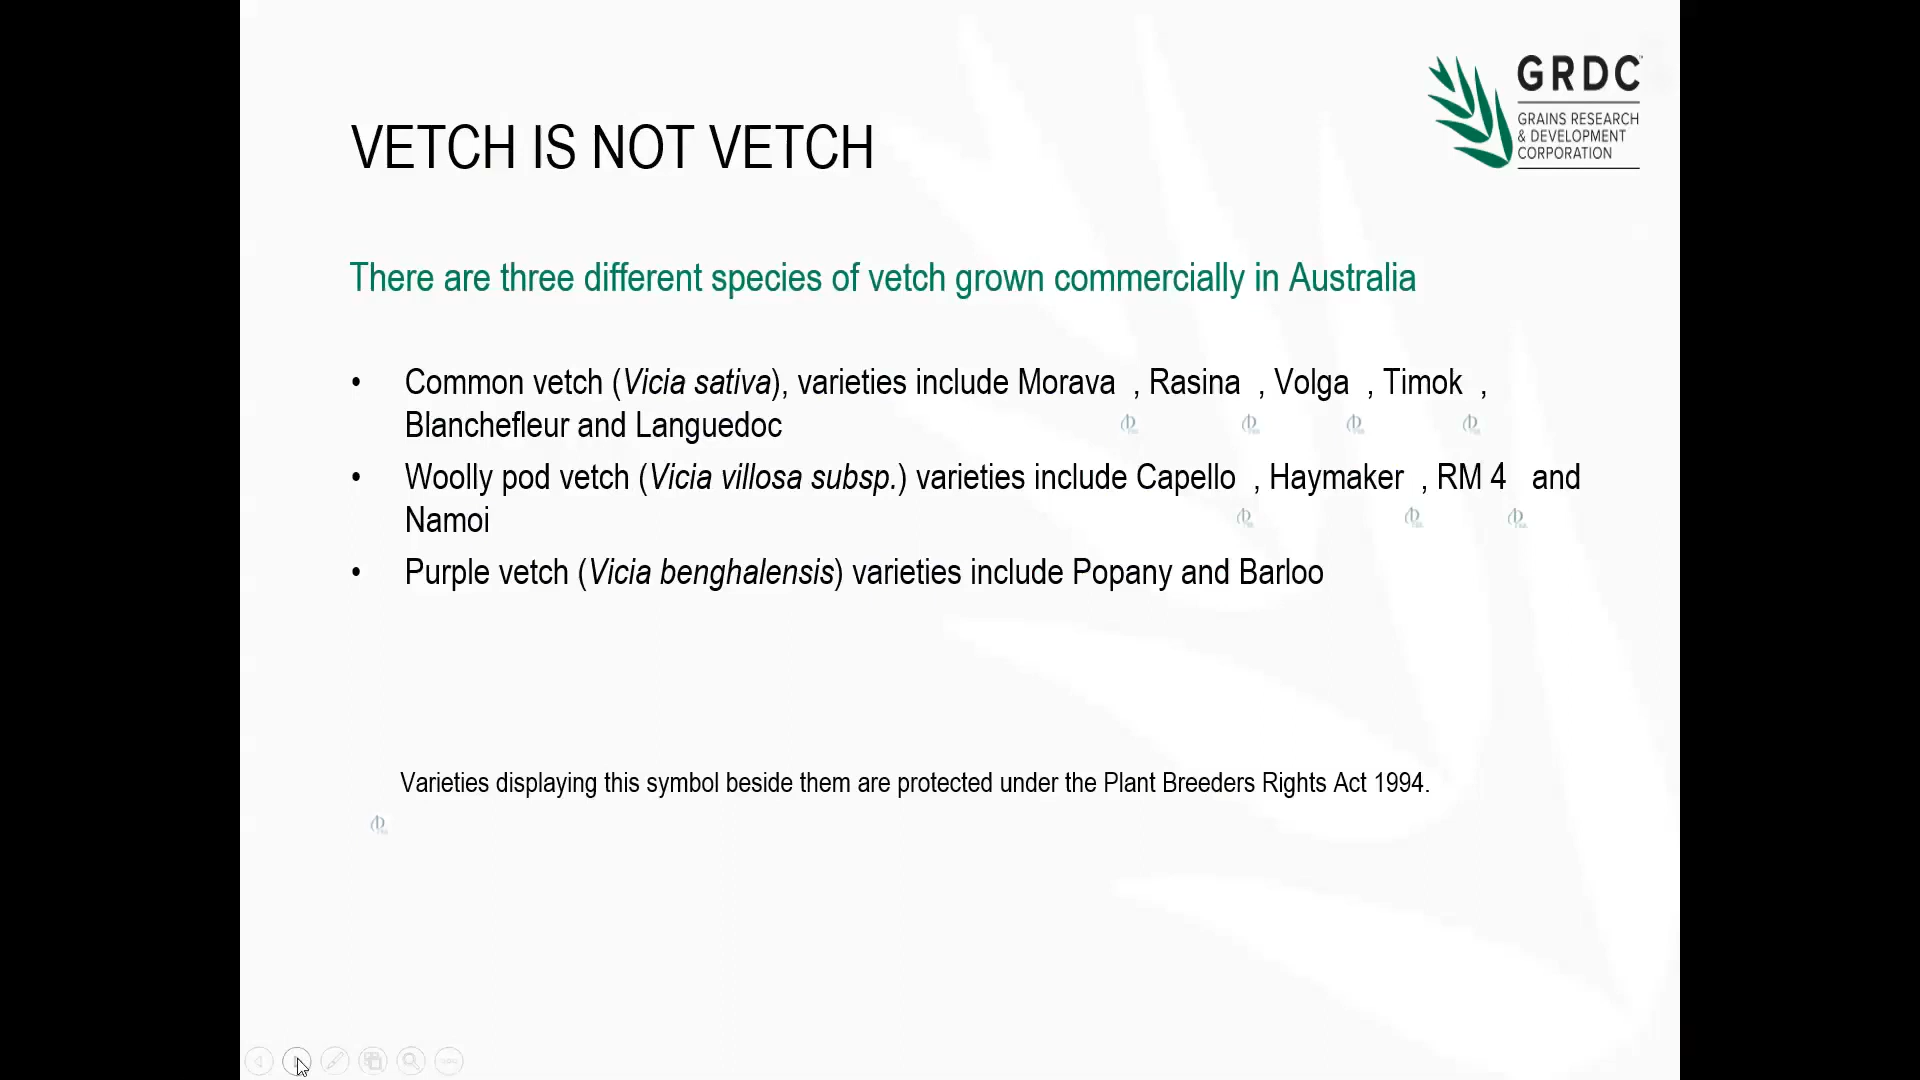 GRDC
GRAINS RESEARCH
& DEVELOPMENT
CORPORATION
VETCH IS NOT VETCH
There are three different species of vetch grown commercially in Australia
• Common vetch (Vicia sativa), varieties include Morava , Rasina , Volga , Timok ,
Blanchefleur and Languedoc
• Woolly pod vetch (Vicia villosa subsp.) varieties include Capello , Haymaker , RM 4 and
Namoi
• Purple vetch (Vicia benghalensis) varieties include Popany and Barloo
Varieties displaying this symbol beside them are protected under the Plant Breeders Rights Act 1994.